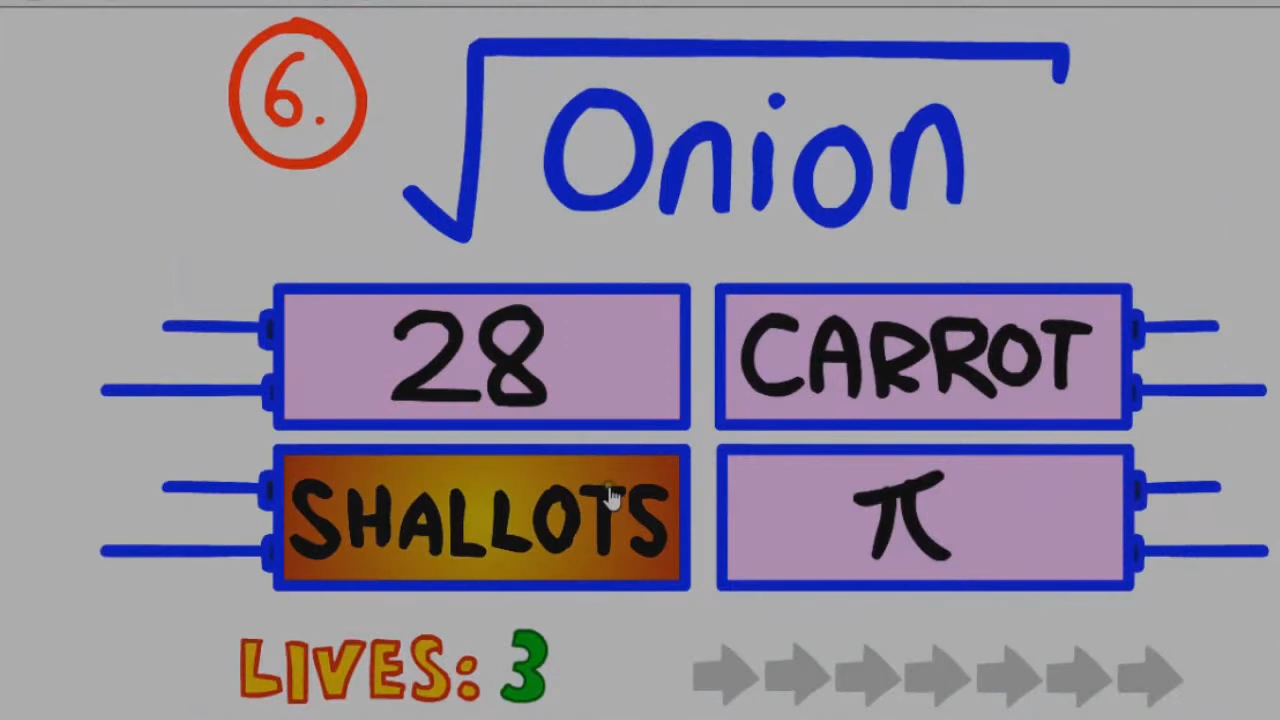 6.
√Onion
28
CARROT
SHALLOTS
π
LIVES: 3